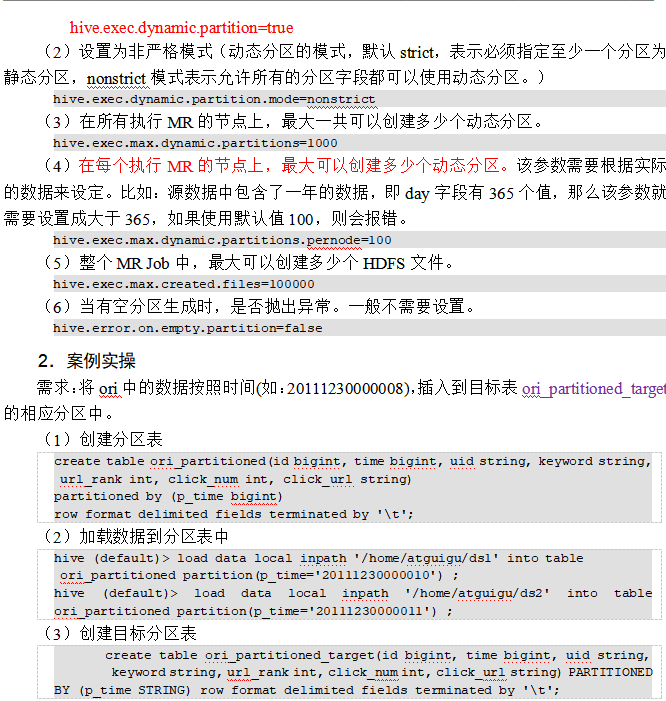 hive.exec.dynamic.partition=true
（2）设置为非严格模式（动态分区的模式，默认 strict，表示必须指定至少一个分区为
静态分区，nonstrict 模式表示允许所有的分区字段都可以使用动态分区。）
hive.exec.dynamic.partition.mode=nonstrict
（3）在所有执行 MR 的节点上，最大一共可以创建多少个动态分区。
hive.exec.max.dynamic.partitions=1000
（4）在每个执行 MR 的节点上，最大可以创建多少个动态分区。该参数需要根据实际
的数据来设定。比如：源数据中包含了一年的数据，即 day 字段有 365 个值，那么该参数就
需要设置成大于 365，如果使用默认值 100，则会报错。
hive.exec.max.dynamic.partitions.pernode=100
（5）整个 MR Job 中，最大可以创建多少个 HDFS 文件。
hive.exec.max.created.files=100000
（6）当有空分区生成时，是否抛出异常。一般不需要设置。
hive.error.on.empty.partition=false
2．案例实操
需求：将 ori 中的数据按照时间(如：20111230000008)，插入到目标表 ori_partitioned_target
的相应分区中。
（1）创建分区表
create table ori_partitioned(id bigint, time bigint, uid string, keyword string,
url_rank int, click_num int, click_url string)
partitioned by (p_time bigint)
row format delimited fields terminated by '\t';
（2）加载数据到分区表中
hive (default)> load data local inpath '/home/atguigu/ds1' into table
ori_partitioned partition(p_time='20111230000010') ;
hive (default)> load data local inpath '/home/atguigu/ds2' into table
ori_partitioned partition(p_time='20111230000011') ;
（3）创建目标分区表
create table ori_partitioned_target(id bigint, time bigint, uid string,
keyword string, url_rank int, click_num int, click_url string) PARTITIONED
BY (p_time STRING) row format delimited fields terminated by '\t';